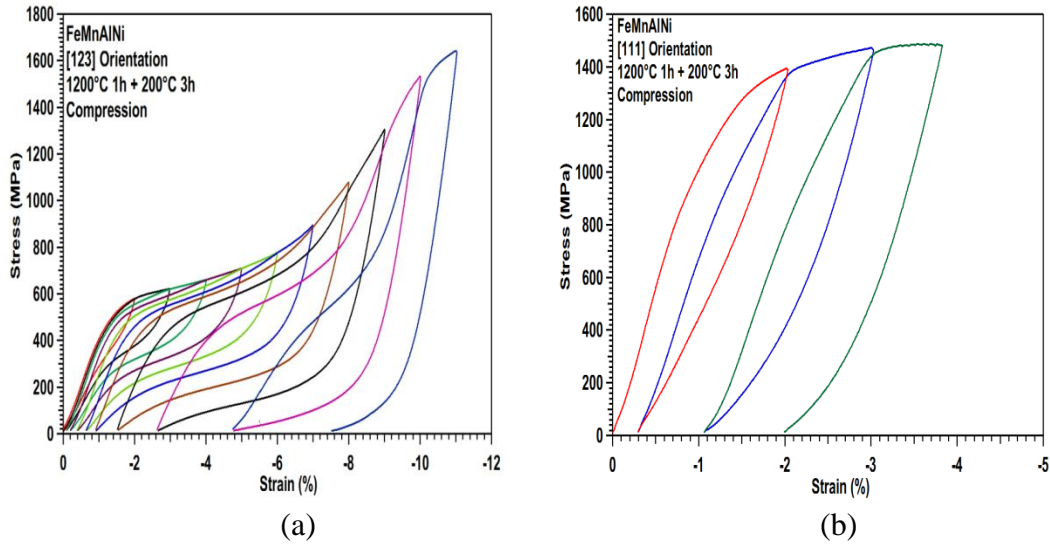 1800
1600
1400
1200
1000
800
600
400
200
0
Stress (MPa)
FeMnAlNi
[123] Orientation
1200°C 1h + 200°C 3h
Compression
0 -2 -4 -6 -8 -10 -12
Strain (%)
(a)
1600
1400
1200
1000
800
600
400
200
0
Stress (MPa)
FeMnAlNi
[111] Orientation
1200°C 1h + 200°C 3h
Compression
0 -1 -2 -3 -4 -5
Strain (%)
(b)